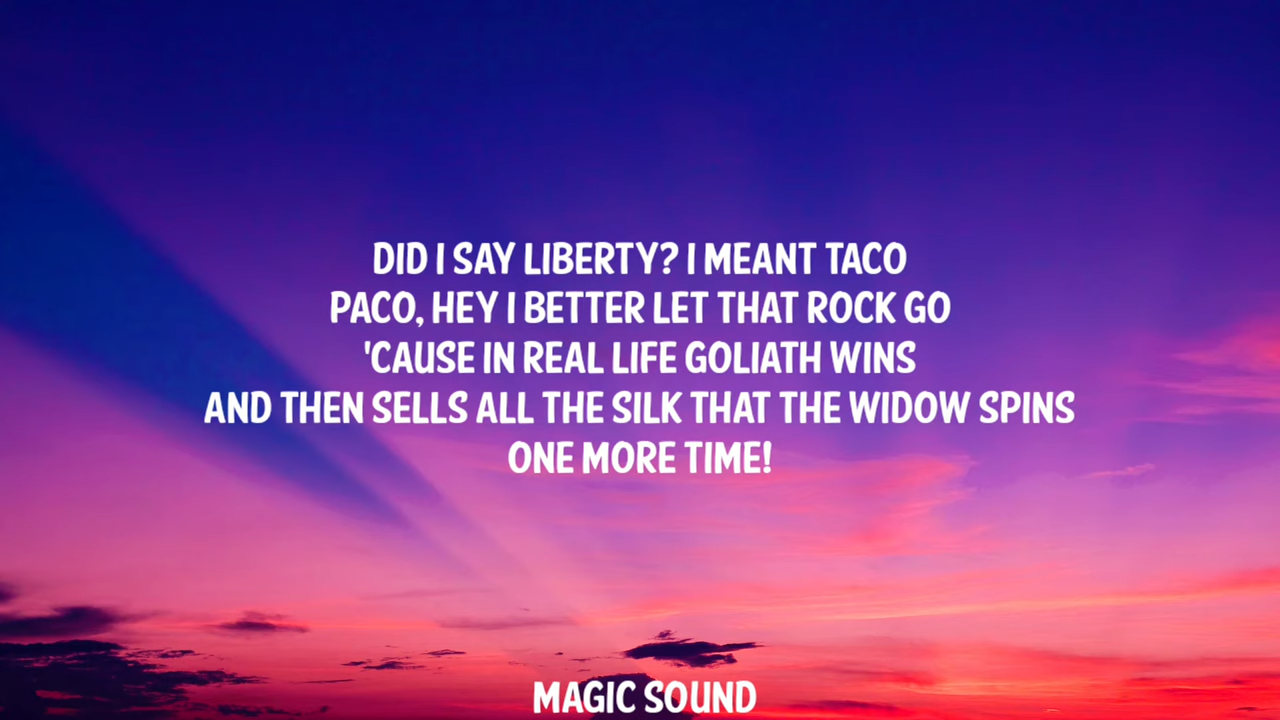 DID I SAY LIBERTY? I MEANT TACO
PACO, HEY I BETTER LET THAT ROCK GO
'CAUSE IN REAL LIFE GOLIATH WINS
AND THEN SELLS ALL THE SILK THAT THE WIDOW SPINS
ONE MORE TIME!
MAGIC SOUND